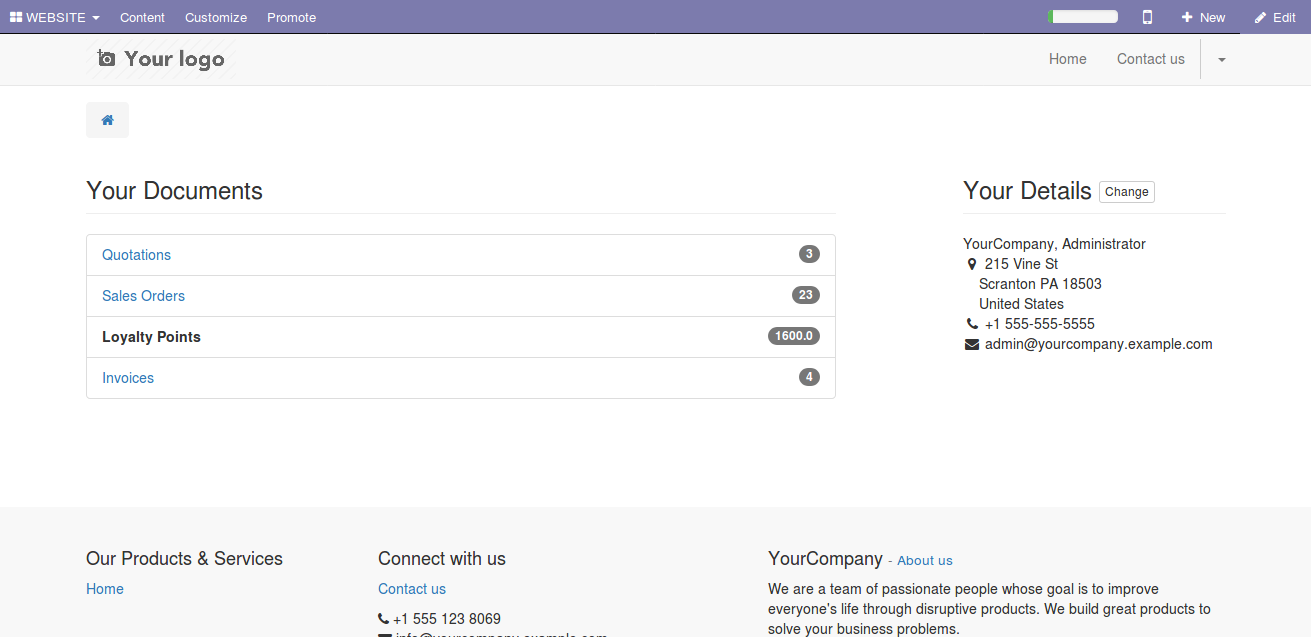 WEBSITE Content Customize Promote New Edit
Your logo Home Contact us
Your Documents
Quotations 3
Sales Orders 23
Loyalty Points 1600.0
Invoices 4
Your Details Change
YourCompany, Administrator
215 Vine St
Scranton PA 18503
United States
+1 555-555-5555
admin@yourcompany.example.com
Our Products & Services
Home
Connect with us
Contact us
+1 555 123 8069
info@yourcompany.example.com
YourCompany - About us
We are a team of passionate people whose goal is to improve
everyone's life through disruptive products. We build great products to
solve your business problems.